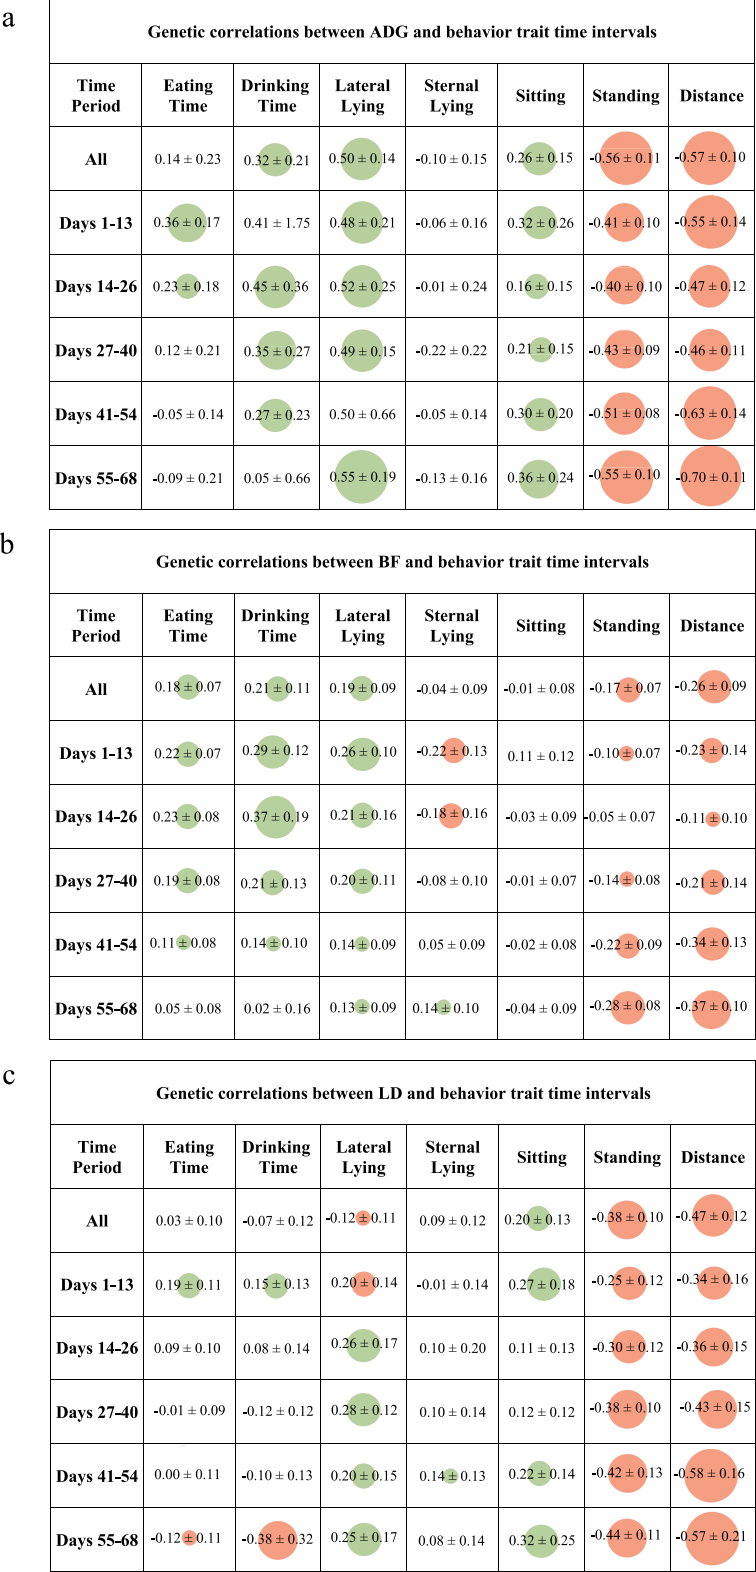 a
Genetic correlations between ADG and behavior trait time intervals
Time Period Eating Time Drinking Time Lateral Lying Sternal Lying Sitting Standing Distance
All 0.14 ± 0.23 0.32 ± 0.21 0.50 ± 0.14 -0.10 ± 0.15 0.26 ± 0.15 -0.56 ± 0.11 -0.57 ± 0.10
Days 1-13 0.36 ± 0.17 0.41 ± 1.75 0.48 ± 0.21 -0.06 ± 0.16 0.32 ± 0.26 -0.41 ± 0.10 -0.55 ± 0.14
Days 14-26 0.23 ± 0.18 0.45 ± 0.36 0.52 ± 0.25 -0.01 ± 0.24 0.16 ± 0.15 -0.40 ± 0.10 -0.47 ± 0.12
Days 27-40 0.12 ± 0.21 0.35 ± 0.27 0.49 ± 0.15 -0.22 ± 0.22 0.21 ± 0.15 -0.43 ± 0.09 -0.46 ± 0.11
Days 41-54 -0.05 ± 0.14 0.27 ± 0.23 0.50 ± 0.66 -0.05 ± 0.14 0.30 ± 0.20 -0.51 ± 0.08 -0.63 ± 0.14
Days 55-68 -0.09 ± 0.21 0.05 ± 0.66 0.55 ± 0.19 -0.13 ± 0.16 0.36 ± 0.24 -0.55 ± 0.10 -0.70 ± 0.11
b
Genetic correlations between BF and behavior trait time intervals
Time Period Eating Time Drinking Time Lateral Lying Sternal Lying Sitting Standing Distance
All 0.18 ± 0.07 0.21 ± 0.11 0.19 ± 0.09 -0.04 ± 0.09 -0.01 ± 0.08 -0.17 ± 0.07 -0.26 ± 0.09
Days 1-13 0.22 ± 0.07 0.29 ± 0.12 0.26 ± 0.10 -0.22 ± 0.13 0.11 ± 0.12 -0.10 ± 0.07 -0.23 ± 0.14
Days 14-26 0.23 ± 0.08 0.37 ± 0.19 0.21 ± 0.16 -0.18 ± 0.16 -0.03 ± 0.09 -0.05 ± 0.07 -0.11 ± 0.10
Days 27-40 0.19 ± 0.08 0.21 ± 0.13 0.20 ± 0.11 -0.08 ± 0.10 -0.01 ± 0.07 -0.14 ± 0.08 -0.21 ± 0.14
Days 41-54 0.11 ± 0.08 0.14 ± 0.10 0.14 ± 0.09 0.05 ± 0.09 -0.02 ± 0.08 -0.22 ± 0.09 -0.34 ± 0.13
Days 55-68 0.05 ± 0.08 0.02 ± 0.16 0.13 ± 0.09 0.14 ± 0.10 -0.04 ± 0.09 -0.28 ± 0.08 -0.37 ± 0.10
c
Genetic correlations between LD and behavior trait time intervals
Time Period Eating Time Drinking Time Lateral Lying Sternal Lying Sitting Standing Distance
All 0.03 ± 0.10 -0.07 ± 0.12 -0.12 ± 0.11 0.09 ± 0.12 0.20 ± 0.13 -0.38 ± 0.10 -0.47 ± 0.12
Days 1-13 0.19 ± 0.11 0.15 ± 0.13 0.20 ± 0.14 -0.01 ± 0.14 0.27 ± 0.18 -0.25 ± 0.12 -0.34 ± 0.16
Days 14-26 0.09 ± 0.10 0.08 ± 0.14 0.26 ± 0.17 0.10 ± 0.20 0.11 ± 0.13 -0.30 ± 0.12 -0.36 ± 0.15
Days 27-40 -0.01 ± 0.09 -0.12 ± 0.12 0.28 ± 0.12 0.10 ± 0.14 0.12 ± 0.12 -0.38 ± 0.10 -0.43 ± 0.15
Days 41-54 0.00 ± 0.11 -0.10 ± 0.13 0.20 ± 0.15 0.14 ± 0.13 0.22 ± 0.14 -0.42 ± 0.13 -0.58 ± 0.16
Days 55-68 -0.12 ± 0.11 -0.38 ± 0.32 0.25 ± 0.17 0.08 ± 0.14 0.32 ± 0.25 -0.44 ± 0.11 -0.57 ± 0.21